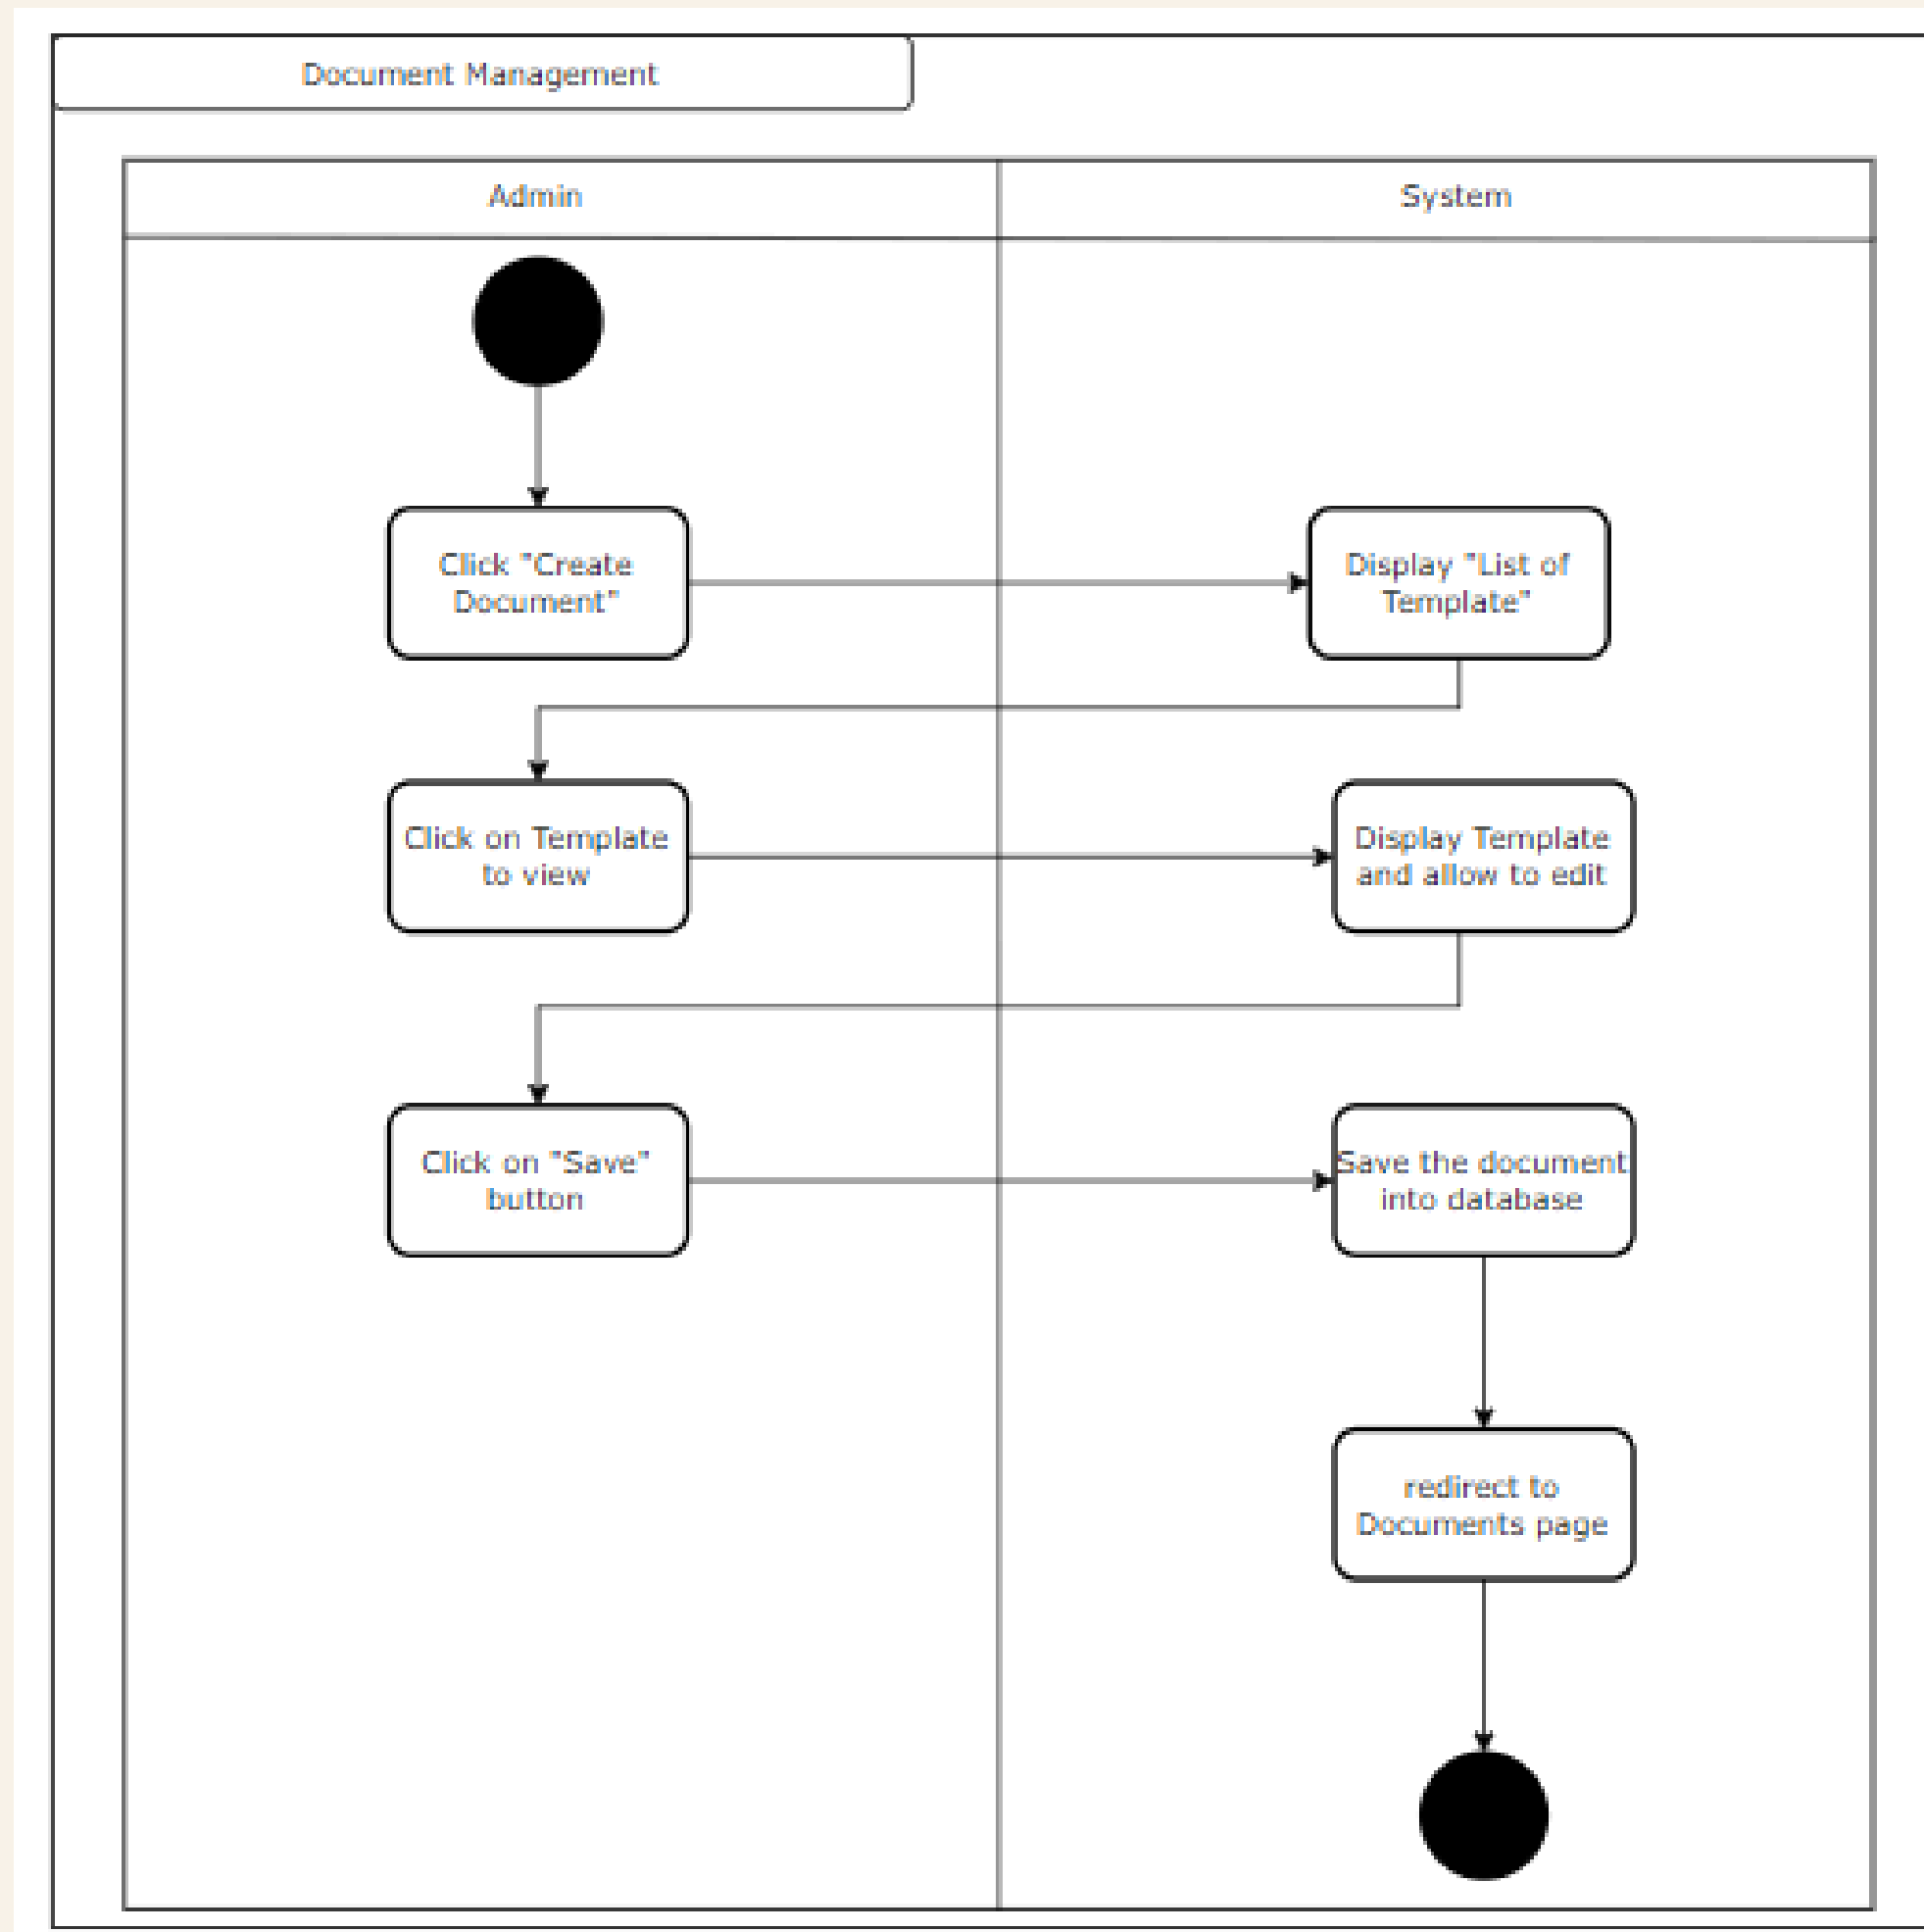 Document Management
Admin
System
Click "Create
Document"
Display "List of
Template"
Click on Template
to view
Display Template
and allow to edit
Click on "Save"
button
Save the document
into database
redirect to
Documents page